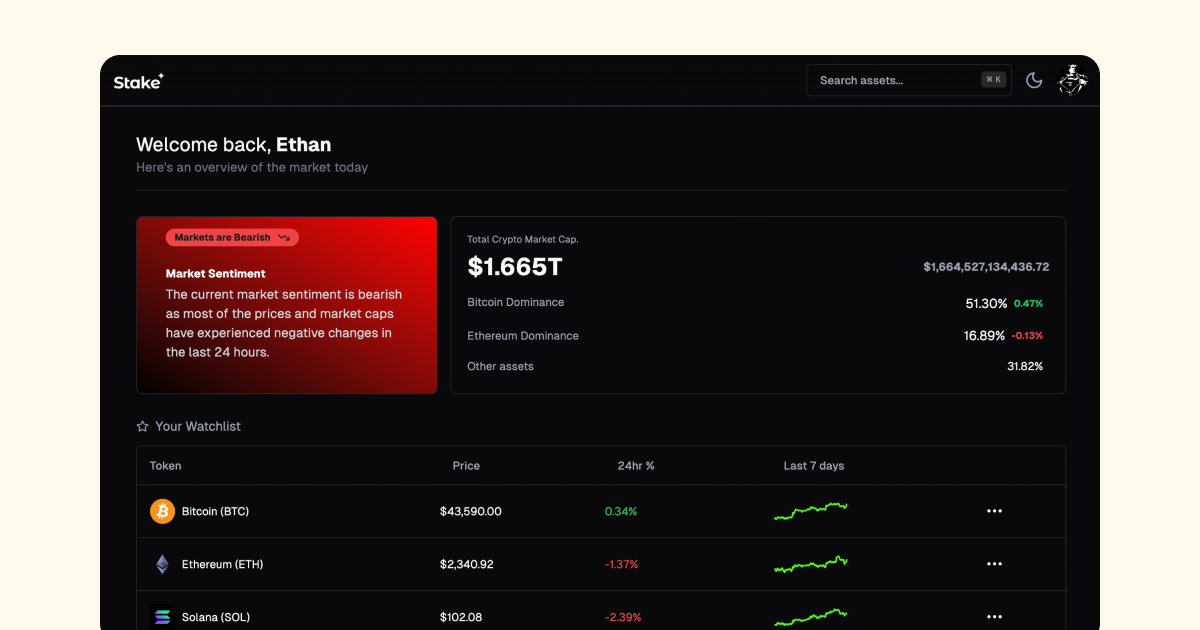 Stake
Search assets...
⌘ K
Welcome back, Ethan
Here's an overview of the market today
Markets are Bearish
Market Sentiment
The current market sentiment is bearish
as most of the prices and market caps
have experienced negative changes in
the last 24 hours.
Total Crypto Market Cap.
$1.665T
$1,664,527,134,436.72
Bitcoin Dominance
51.30% 0.47%
Ethereum Dominance
16.89% -0.13%
Other assets
31.82%
Your Watchlist
Token Price 24hr % Last 7 days
Bitcoin (BTC) $43,590.00 0.34%
Ethereum (ETH) $2,340.92 -1.37%
Solana (SOL) $102.08 -2.39%